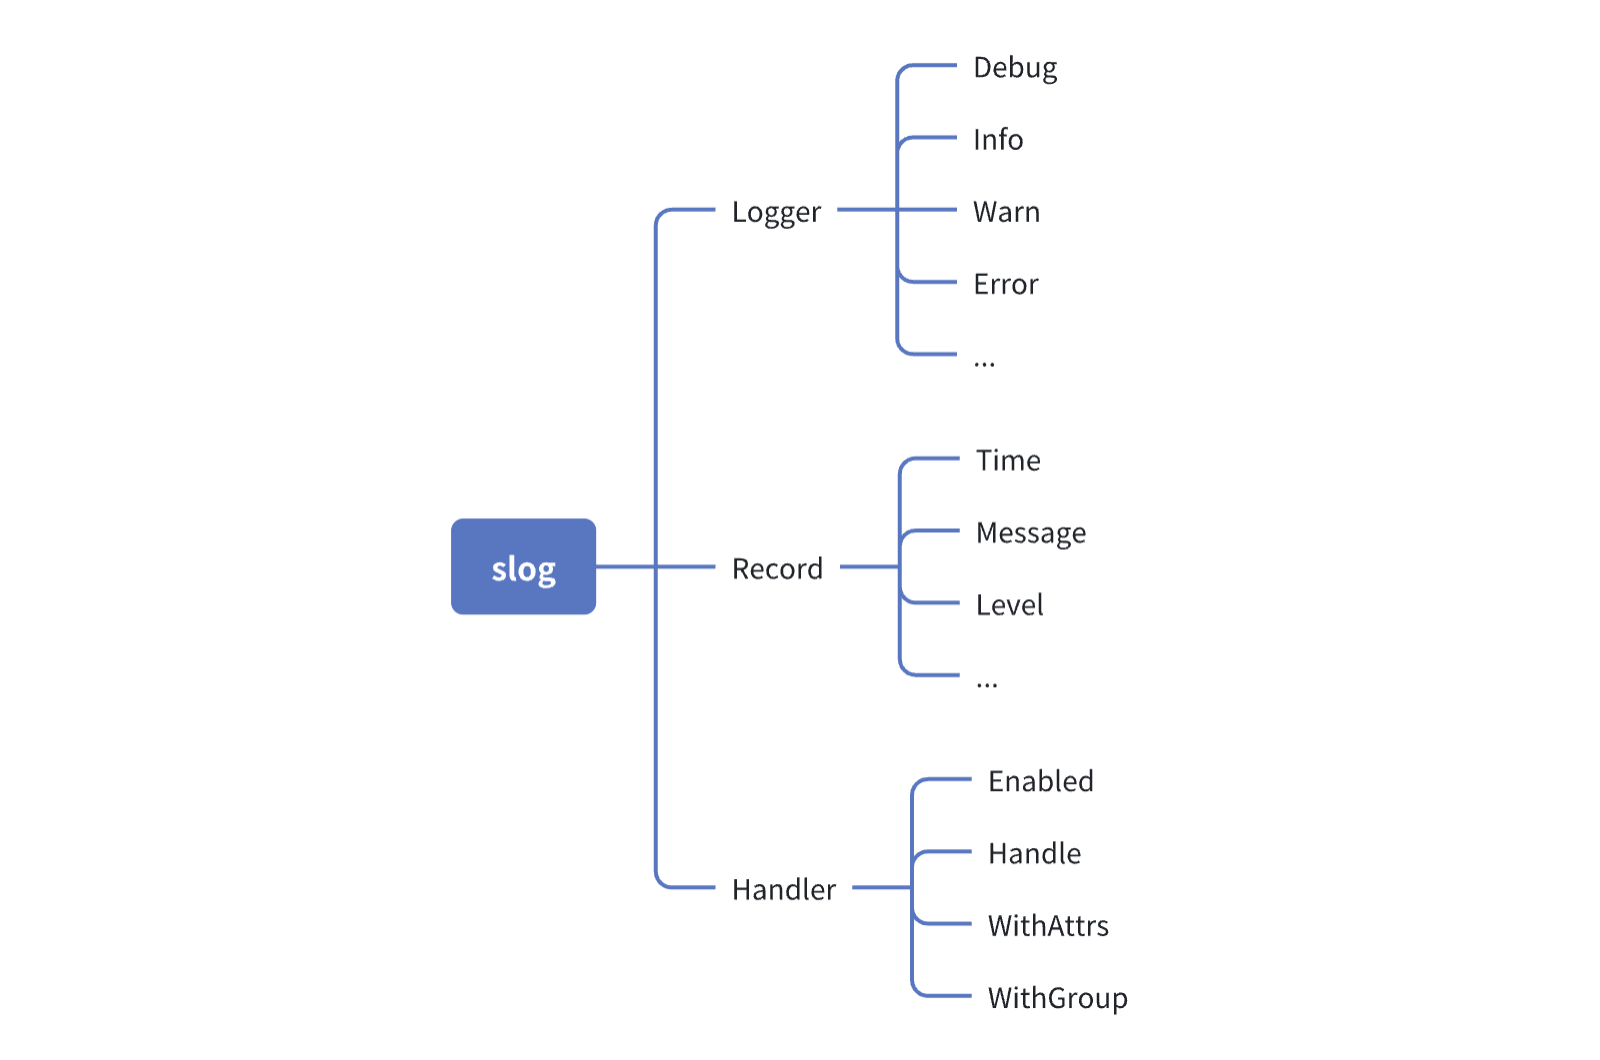 slog
Logger
Debug
Info
Warn
Error
...
Record
Time
Message
Level
...
Handler
Enabled
Handle
WithAttrs
WithGroup